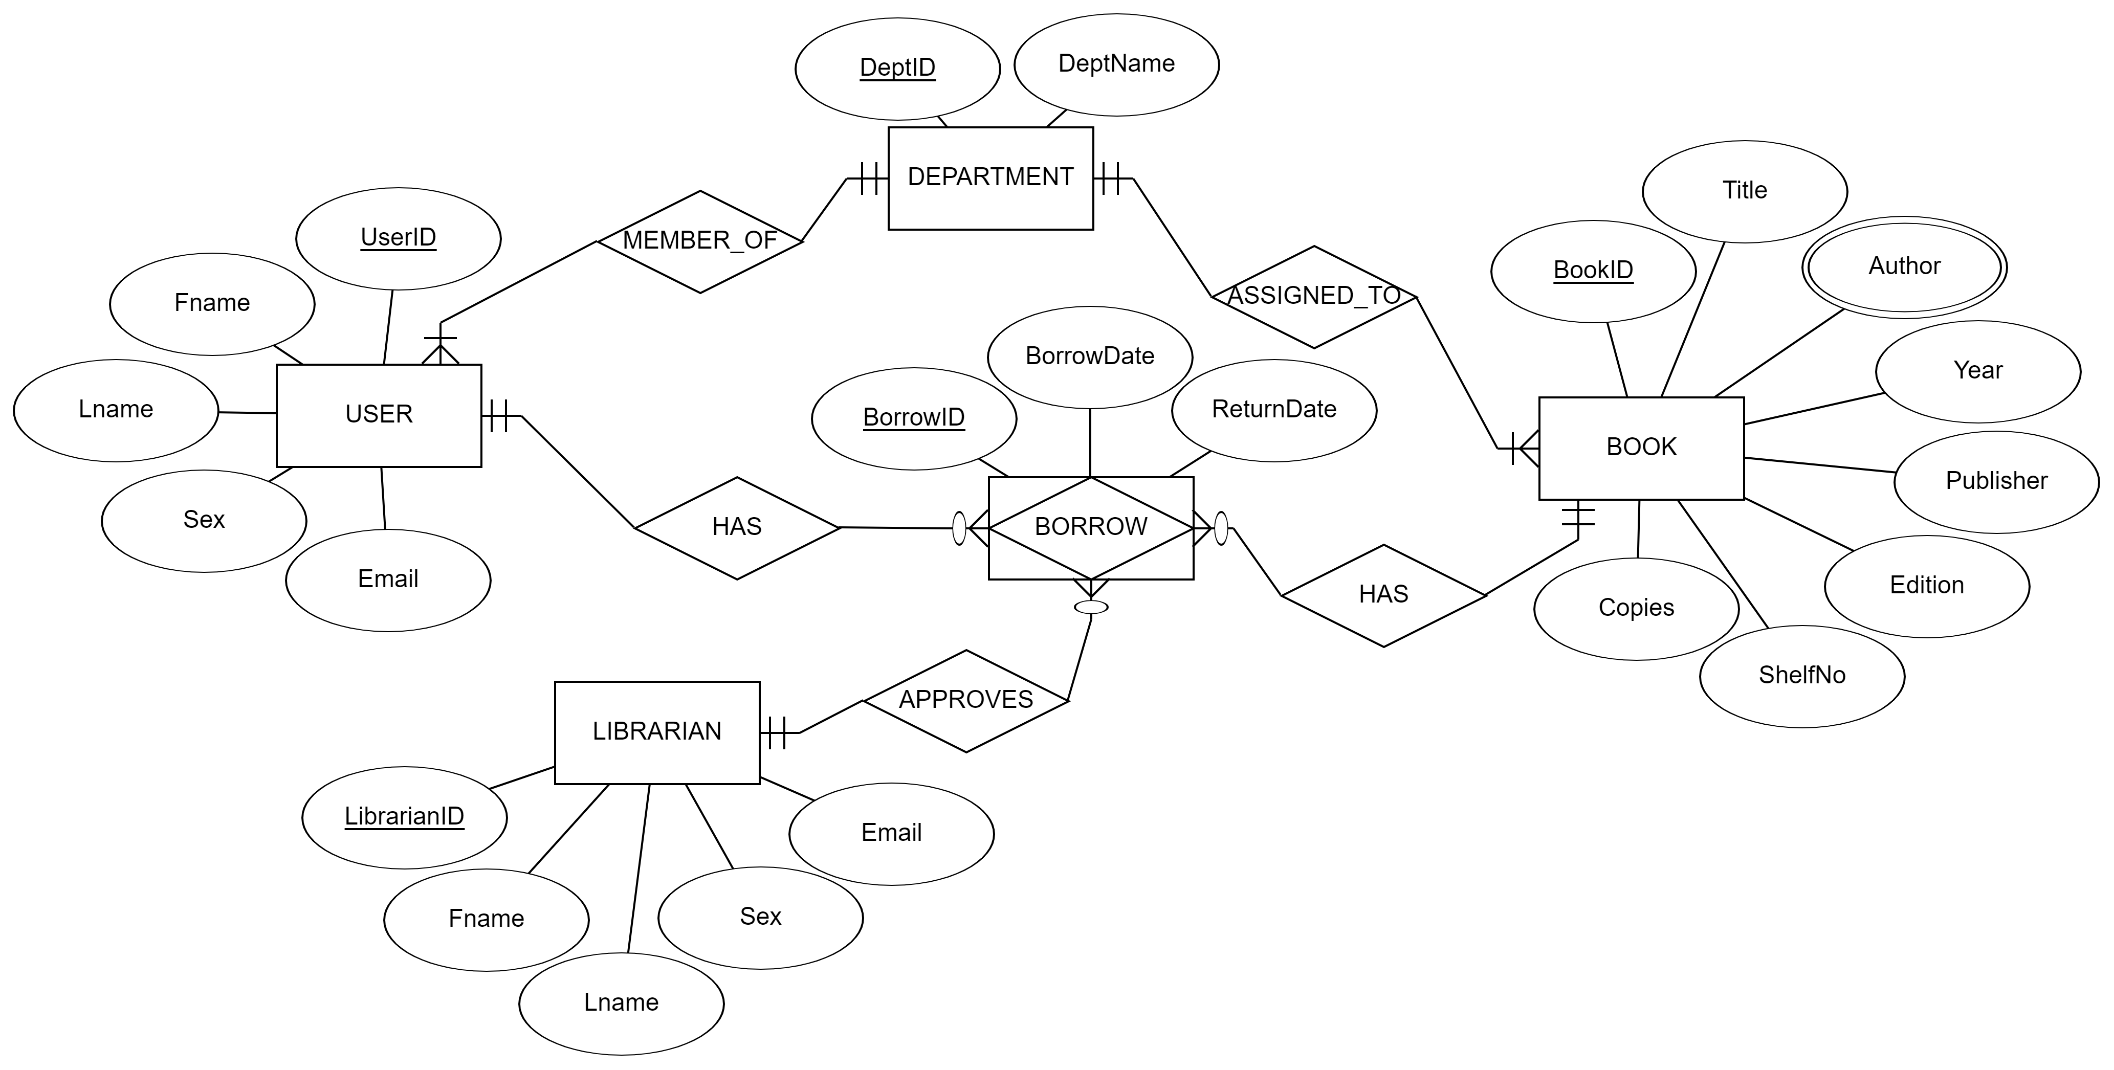 DeptID
DeptName
DEPARTMENT
Title
UserID
MEMBER_OF
Author
BookID
Fname
ASSIGNED_TO
BorrowDate
Year
Lname
USER
BorrowID
ReturnDate
BOOK
Publisher
Sex
HAS
BORROW
Email
HAS
Edition
Copies
ShelfNo
APPROVES
LIBRARIAN
LibrarianID
Email
Fname
Sex
Lname